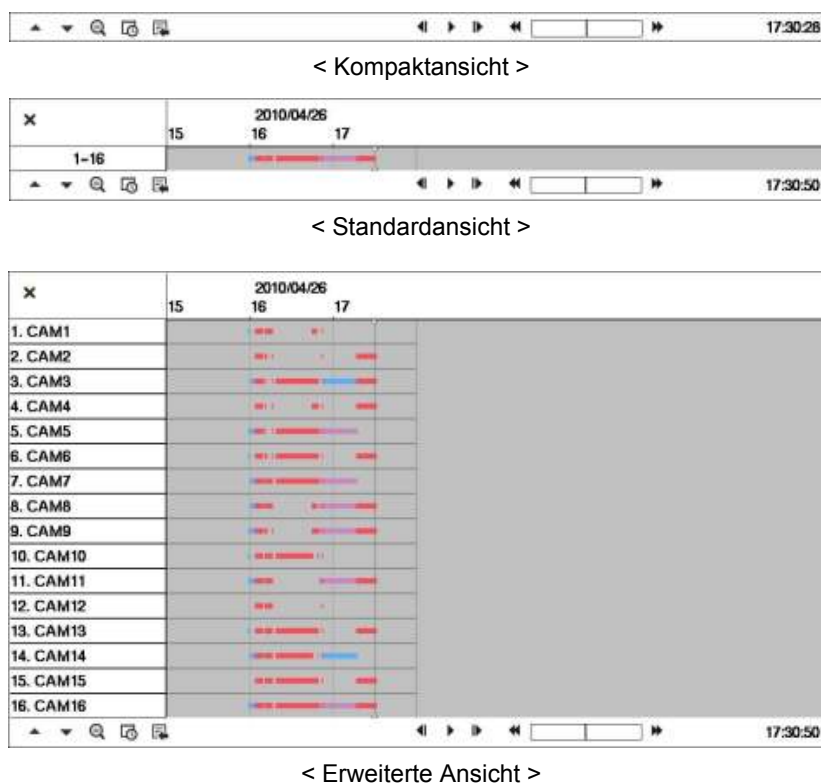 17:30:28
< Kompaktansicht >
2010/04/26
15 16 17
1-16
17:30:50
< Standardansicht >
2010/04/26
15 16 17
1. CAM1
2. CAM2
3. CAM3
4. CAM4
5. CAM5
6. CAM6
7. CAM7
8. CAM8
9. CAM9
10. CAM10
11. CAM11
12. CAM12
13. CAM13
14. CAM14
15. CAM15
16. CAM16
17:30:50
< Erweiterte Ansicht >